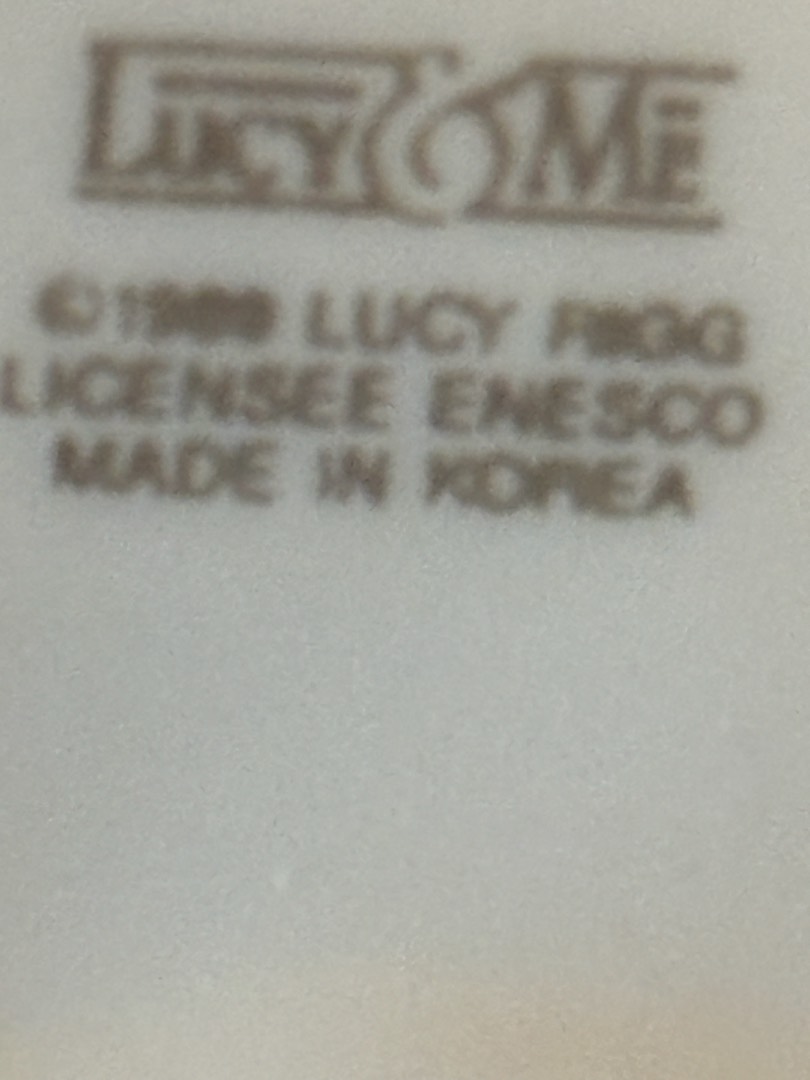 LUCY & ME
© LUCY RIGG
LICENSEE ENESCO
MADE IN KOREA